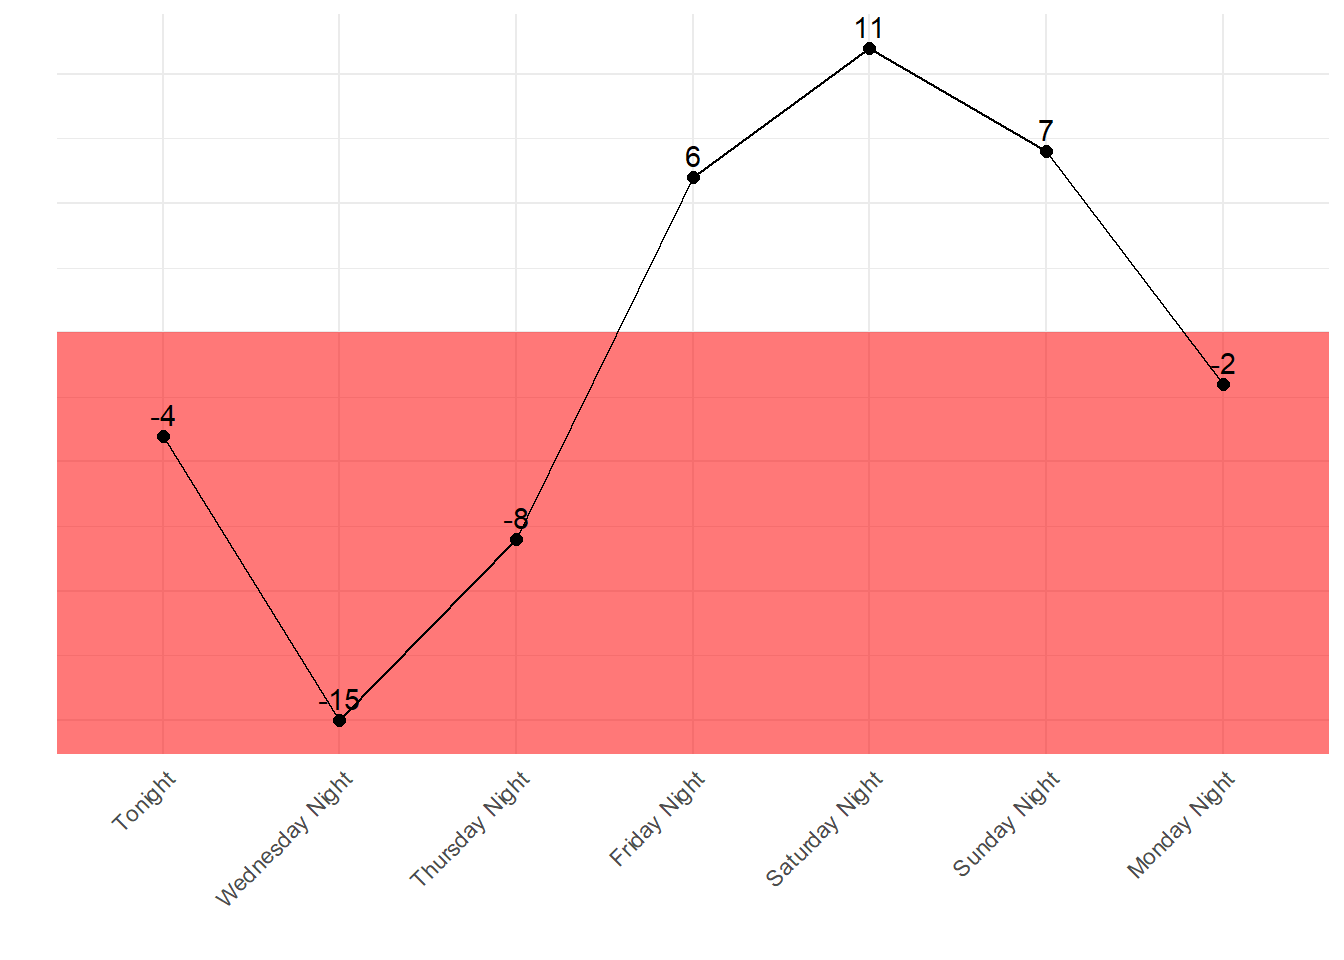 11
7
6
-2
-4
-8
-15
Tonight
Wednesday Night
Thursday Night
Friday Night
Saturday Night
Sunday Night
Monday Night